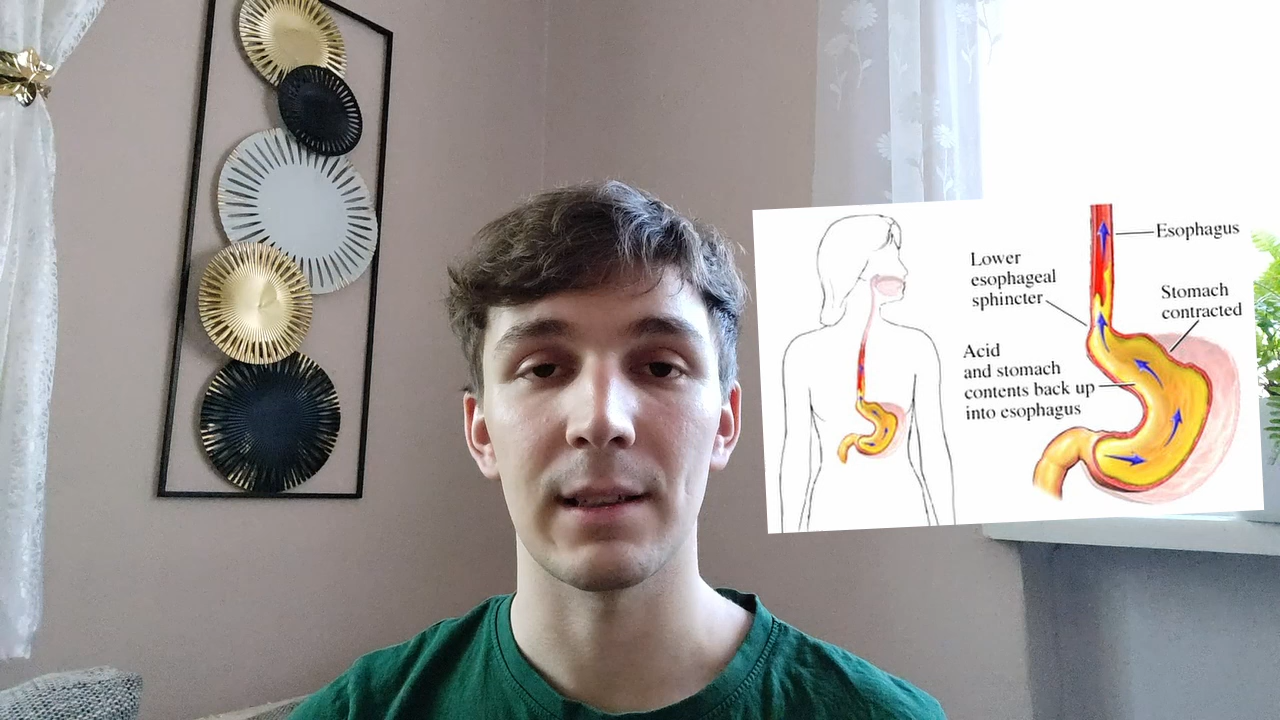 Esophagus
Lower
esophageal
sphincter
Stomach
contracted
Acid
and stomach
contents back up
into esophagus